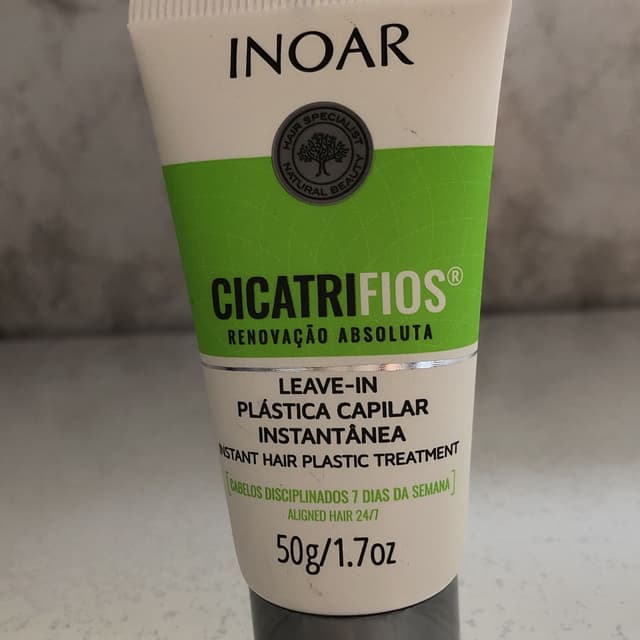 INOAR
HAIR SPECIALIST
NATURAL BEAUTY
CICATRIFIOS®
RENOVAÇÃO ABSOLUTA
LEAVE-IN
PLÁSTICA CAPILAR
INSTANTÂNEA
INSTANT HAIR PLASTIC TREATMENT
[CABELOS DISCIPLINADOS 7 DIAS DA SEMANA]
ALIGNED HAIR 24/7
50g/1.7oz